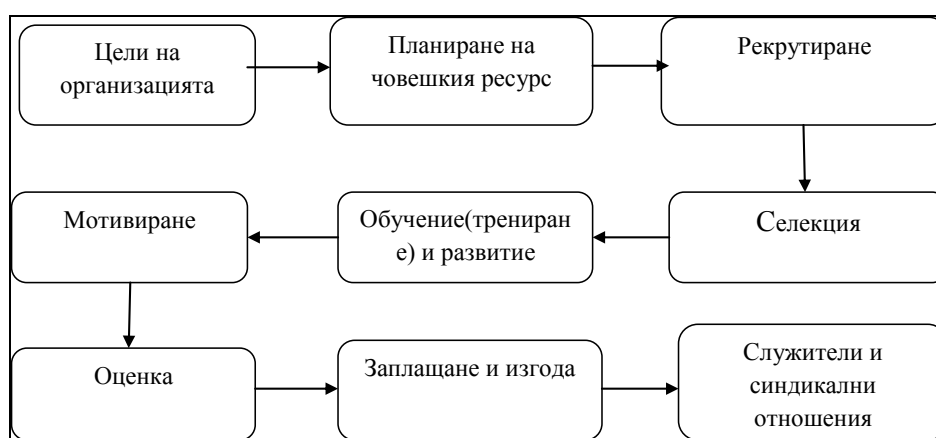 Цели на
организацията
Планиране на
човешкия ресурс
Рекрутиране
Селекция
Обучение(трениран
е) и развитие
Мотивиране
Оценка
Заплащане и изгода
Служители и
синдикални
отношения